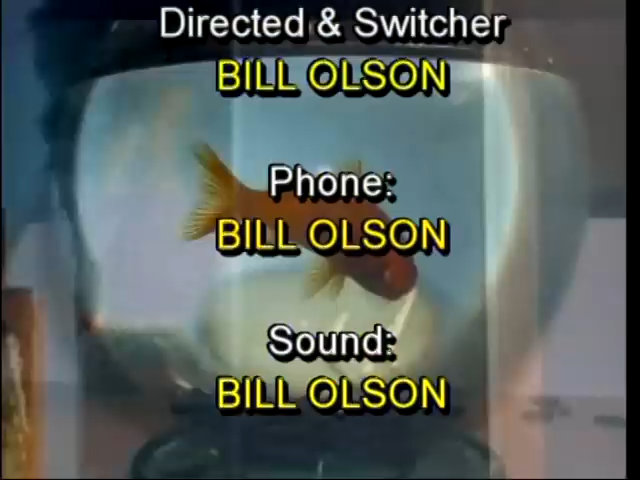 Directed & Switcher
BILL OLSON
Phone:
BILL OLSON
Sound:
BILL OLSON